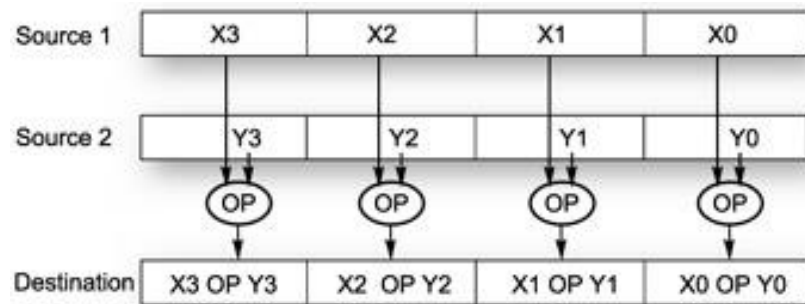 Source 1 X3 X2 X1 X0
Source 2 Y3 Y2 Y1 Y0
OP OP OP OP
Destination X3 OP Y3 X2 OP Y2 X1 OP Y1 X0 OP Y0